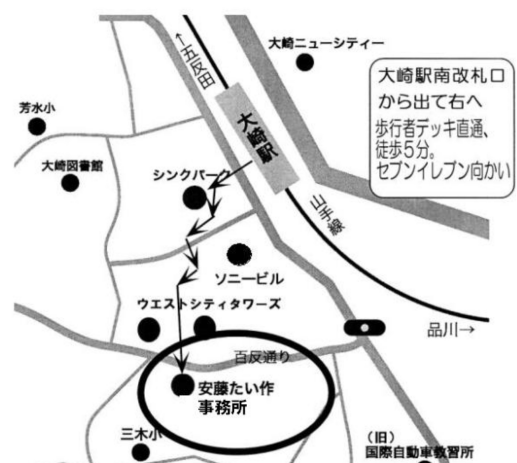 ←五反田
大崎ニューシティー
大崎駅南改札口
から出て右へ
歩行者デッキ直通、
徒歩5分。
セブンイレブン向かい
芳水小
大崎駅
大崎図書館
シンクパーク
山手線
ソニービル
ウエストシティタワーズ
品川→
百反通り
安藤たい作
事務所
三木小
(旧)
国際自動車教習所